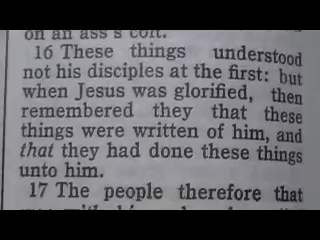 on an ass's colt.
16 These things understood
not his disciples at the first: but
when Jesus was glorified, then
remembered they that these
things were written of him, and
that they had done these things
unto him.
17 The people therefore that